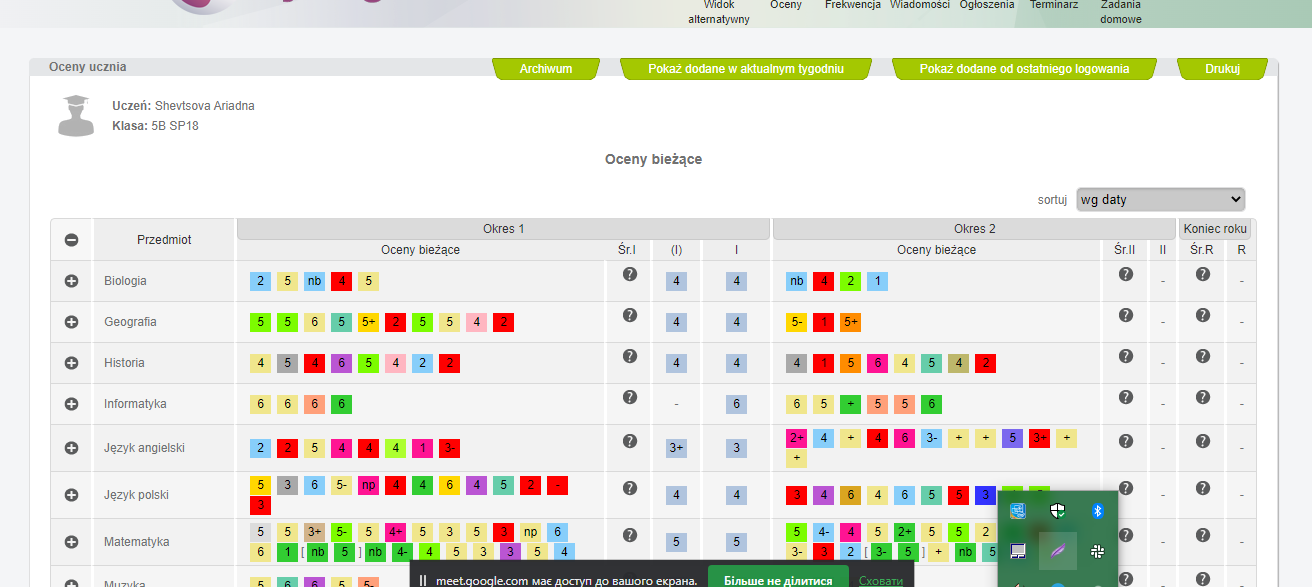 Widok alternatywny Oceny Frekwencja Wiadomości Ogłoszenia Terminarz Zadania domowe
Oceny ucznia Archiwum Pokaż dodane w aktualnym tygodniu Pokaż dodane od ostatniego logowania Drukuj
Uczeń: Shevtsova Ariadna
Klasa: 5B SP18
Oceny bieżące
sortuj wg daty
Przedmiot Okres 1 Okres 2 Koniec roku
Oceny bieżące Śr.I (I) I Oceny bieżące Śr.II II Śr.R R
Biologia 2 5 nb 4 5 ? 4 4 nb 4 2 1 ? - ? -
Geografia 5 5 6 5 5+ 2 5 5 4 2 ? 4 4 5- 1 5+ ? - ? -
Historia 4 5 4 6 5 4 2 2 ? 4 4 4 1 5 6 4 5 4 2 ? - ? -
Informatyka 6 6 6 6 ? - 6 6 5 + 5 5 6 ? - ? -
Język angielski 2 2 5 4 4 4 1 3- ? 3+ 3 2+ 4 + 4 6 3- + + 5 3+ + ? - ? -
+
Język polski 5 3 6 5- np 4 4 6 4 5 2 - ? 4 4 3 4 6 4 6 5 5 3 ? - ? -
3
Matematyka 5 5 3+ 5- 5 4+ 5 3 5 3 np 6 ? 5 5 5 4- 4 5 2+ 5 5 2
6 1 [ nb 5 ] nb 4- 4 5 3 3 5 4 3- 3 2 [ 3- 5 ] + nb 5
Muzyka 5 6 6 5-
meet.google.com має доступ до вашого екрана. Більше не ділитися Сховати